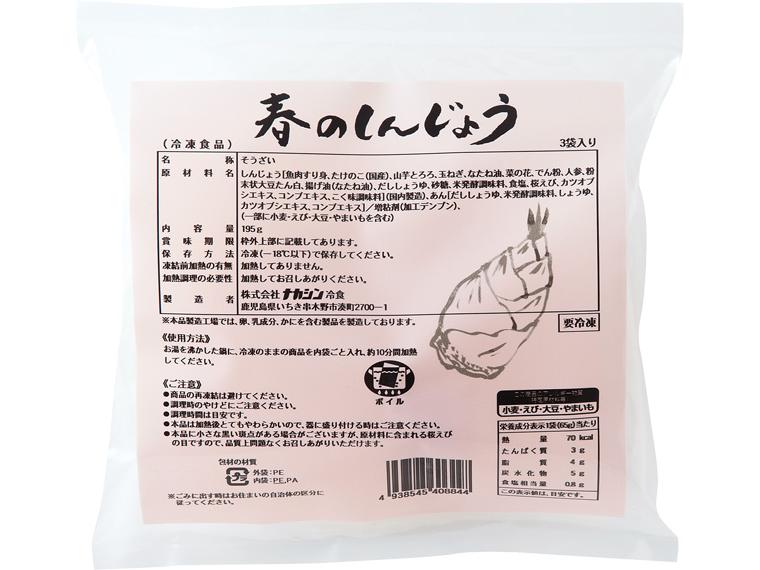 春のしんじょう
(冷凍食品)
3袋入り
名 称 そうざい
原 材 料 名 しんじょう[魚肉すり身、たけのこ(国産)、山芋とろろ、玉ねぎ、なたね油、菜の花、でん粉、人参、粉
末状大豆たん白、揚げ油(なたね油)、だししょうゆ、砂糖、米発酵調味料、食塩、桜えび、カツオブ
シエキス、コンブエキス、こく味調味料](国内製造)、あん[だししょうゆ、米発酵調味料、しょうゆ、
カツオブシエキス、コンブエキス]/増粘剤(加工デンプン)、
(一部に小麦・えび・大豆・やまいもを含む)
内 容 量 195g
賞 味 期 限 枠外上部に記載してあります。
保 存 方 法 冷凍(−18℃以下)で保存してください。
凍結前加熱の有無 加熱してありません。
加熱調理の必要性 加熱してお召しあがりください。
製 造 者 株式会社 ナカシン冷食
鹿児島県いちき串木野市湊町2700−1
※本品製造工場では、卵、乳成分、かにを含む製品を製造しております。
要冷凍
《使用方法》
お湯を沸かした鍋に、冷凍のままの商品を内袋ごと入れ、約10分間加熱
してください。
ボイル
《ご注意》
●商品の再凍結は避けてください。
●調理時のやけどにご注意ください。
●調理時間は目安です。
●本品は加熱後とてもやわらかいので、器に盛り付ける時はご注意ください。
●本品に小さな黒い斑点がある場合がございますが、原材料に含まれる桜えび
の目ですので、品質上問題なくお召しあがりいただけます。
小麦・えび・大豆・やまいも
栄養成分表示1袋(65g)当たり
熱 量 70 kcal
たんぱく質 3 g
脂 質 4 g
炭 水 化 物 5 g
食塩相当量 0.8 g
この表示値は、目安です。
包材の材質
プラ
外袋:PE
内袋:PE,PA
※ごみに出す時はお住まいの自治体の区分に
従ってください。
4 938545 408844